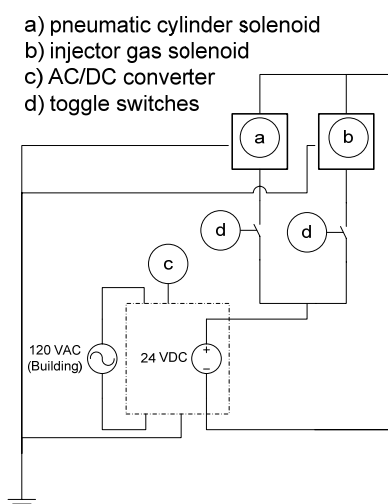 a) pneumatic cylinder solenoid
b) injector gas solenoid
c) AC/DC converter
d) toggle switches
a
b
d
d
c
120 VAC
(Building)
24 VDC
+
−